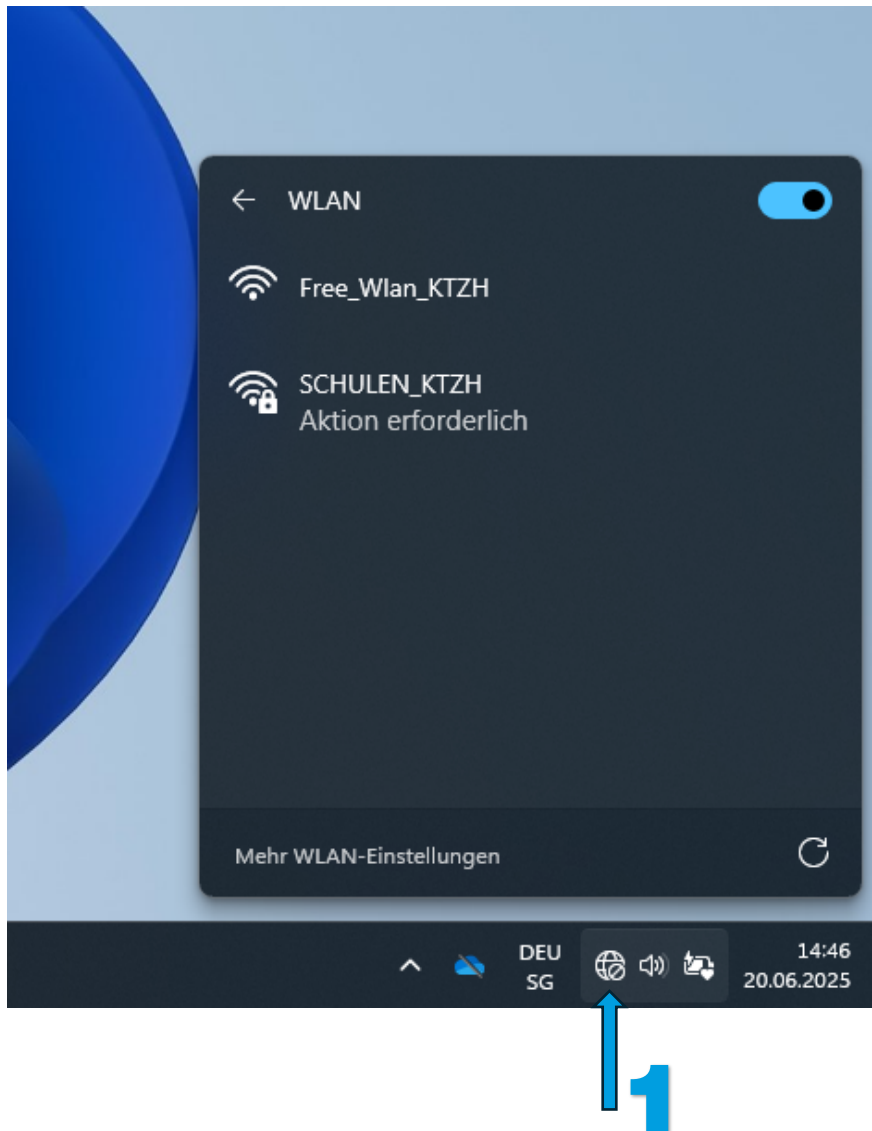 WLAN
Free_Wlan_KTZH
SCHULEN_KTZH
Aktion erforderlich
Mehr WLAN-Einstellungen
DEU
SG
14:46
20.06.2025
1